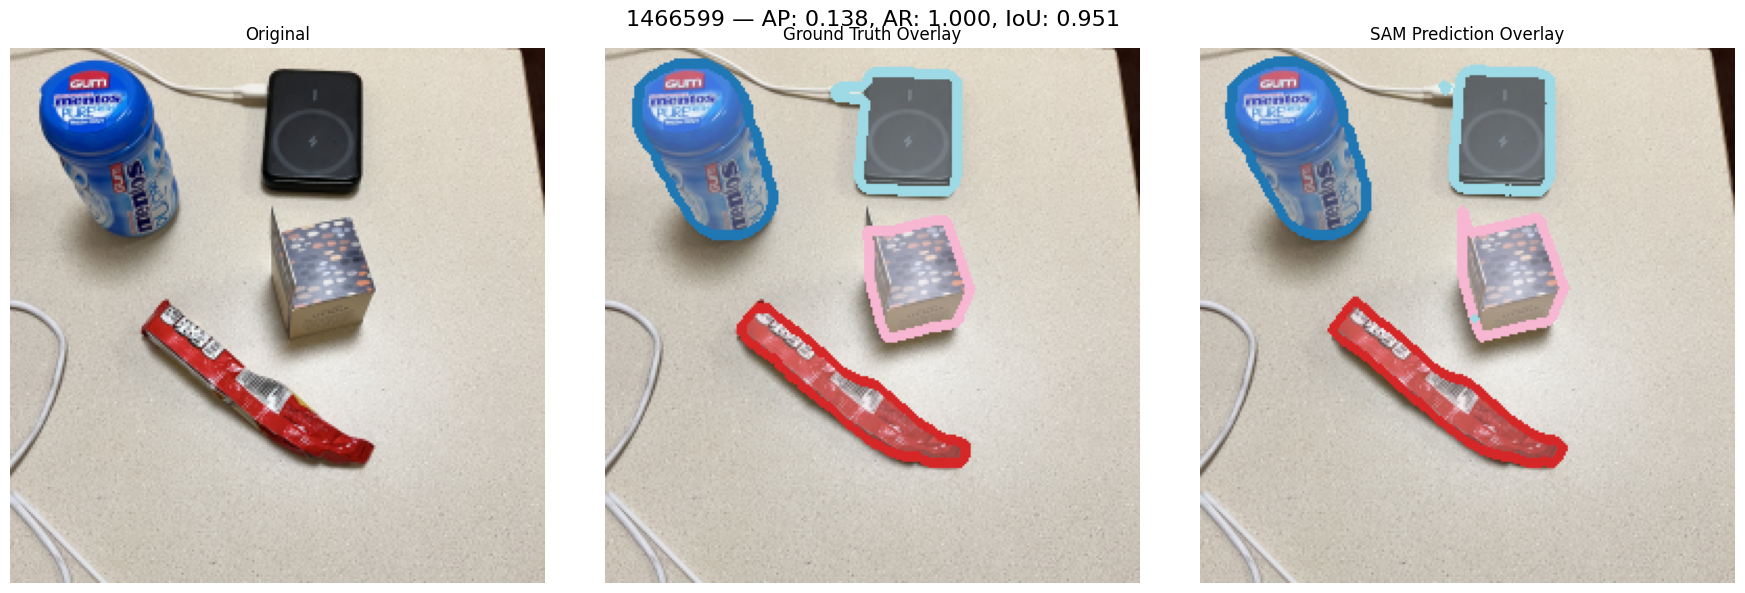 1466599 — AP: 0.138, AR: 1.000, IoU: 0.951
Original
Ground Truth Overlay
SAM Prediction Overlay
GUM
mentos
PURE
GUM
mentos
GUM
mentos
PURE
GUM
mentos
GUM
mentos
PURE
GUM
mentos